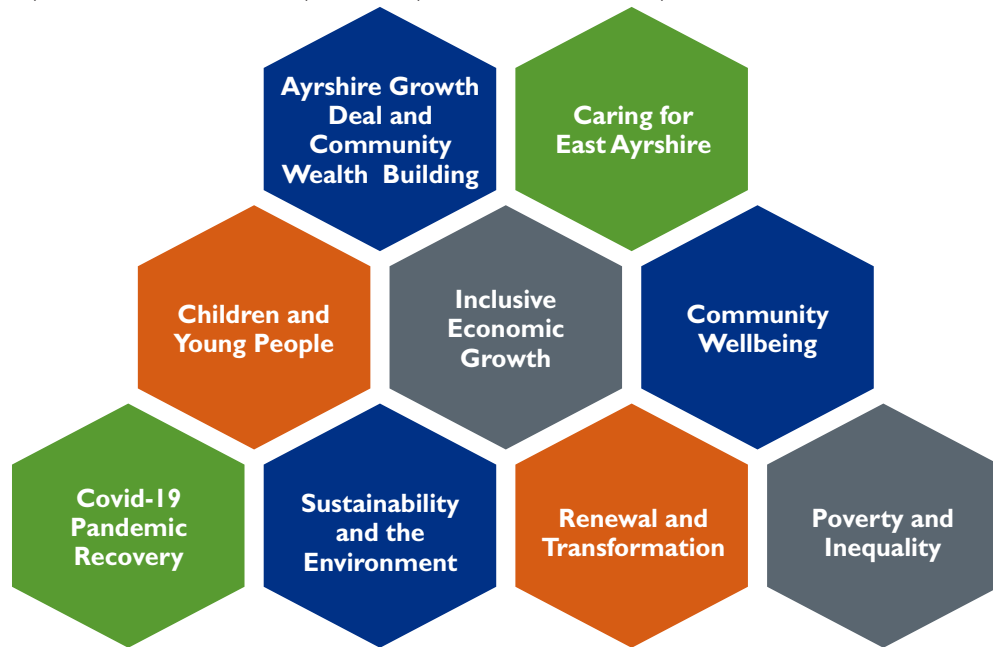 Ayrshire Growth
Deal and
Community
Wealth Building
Caring for
East Ayrshire
Children and
Young People
Inclusive
Economic
Growth
Community
Wellbeing
Covid-19
Pandemic
Recovery
Sustainability
and the
Environment
Renewal and
Transformation
Poverty and
Inequality